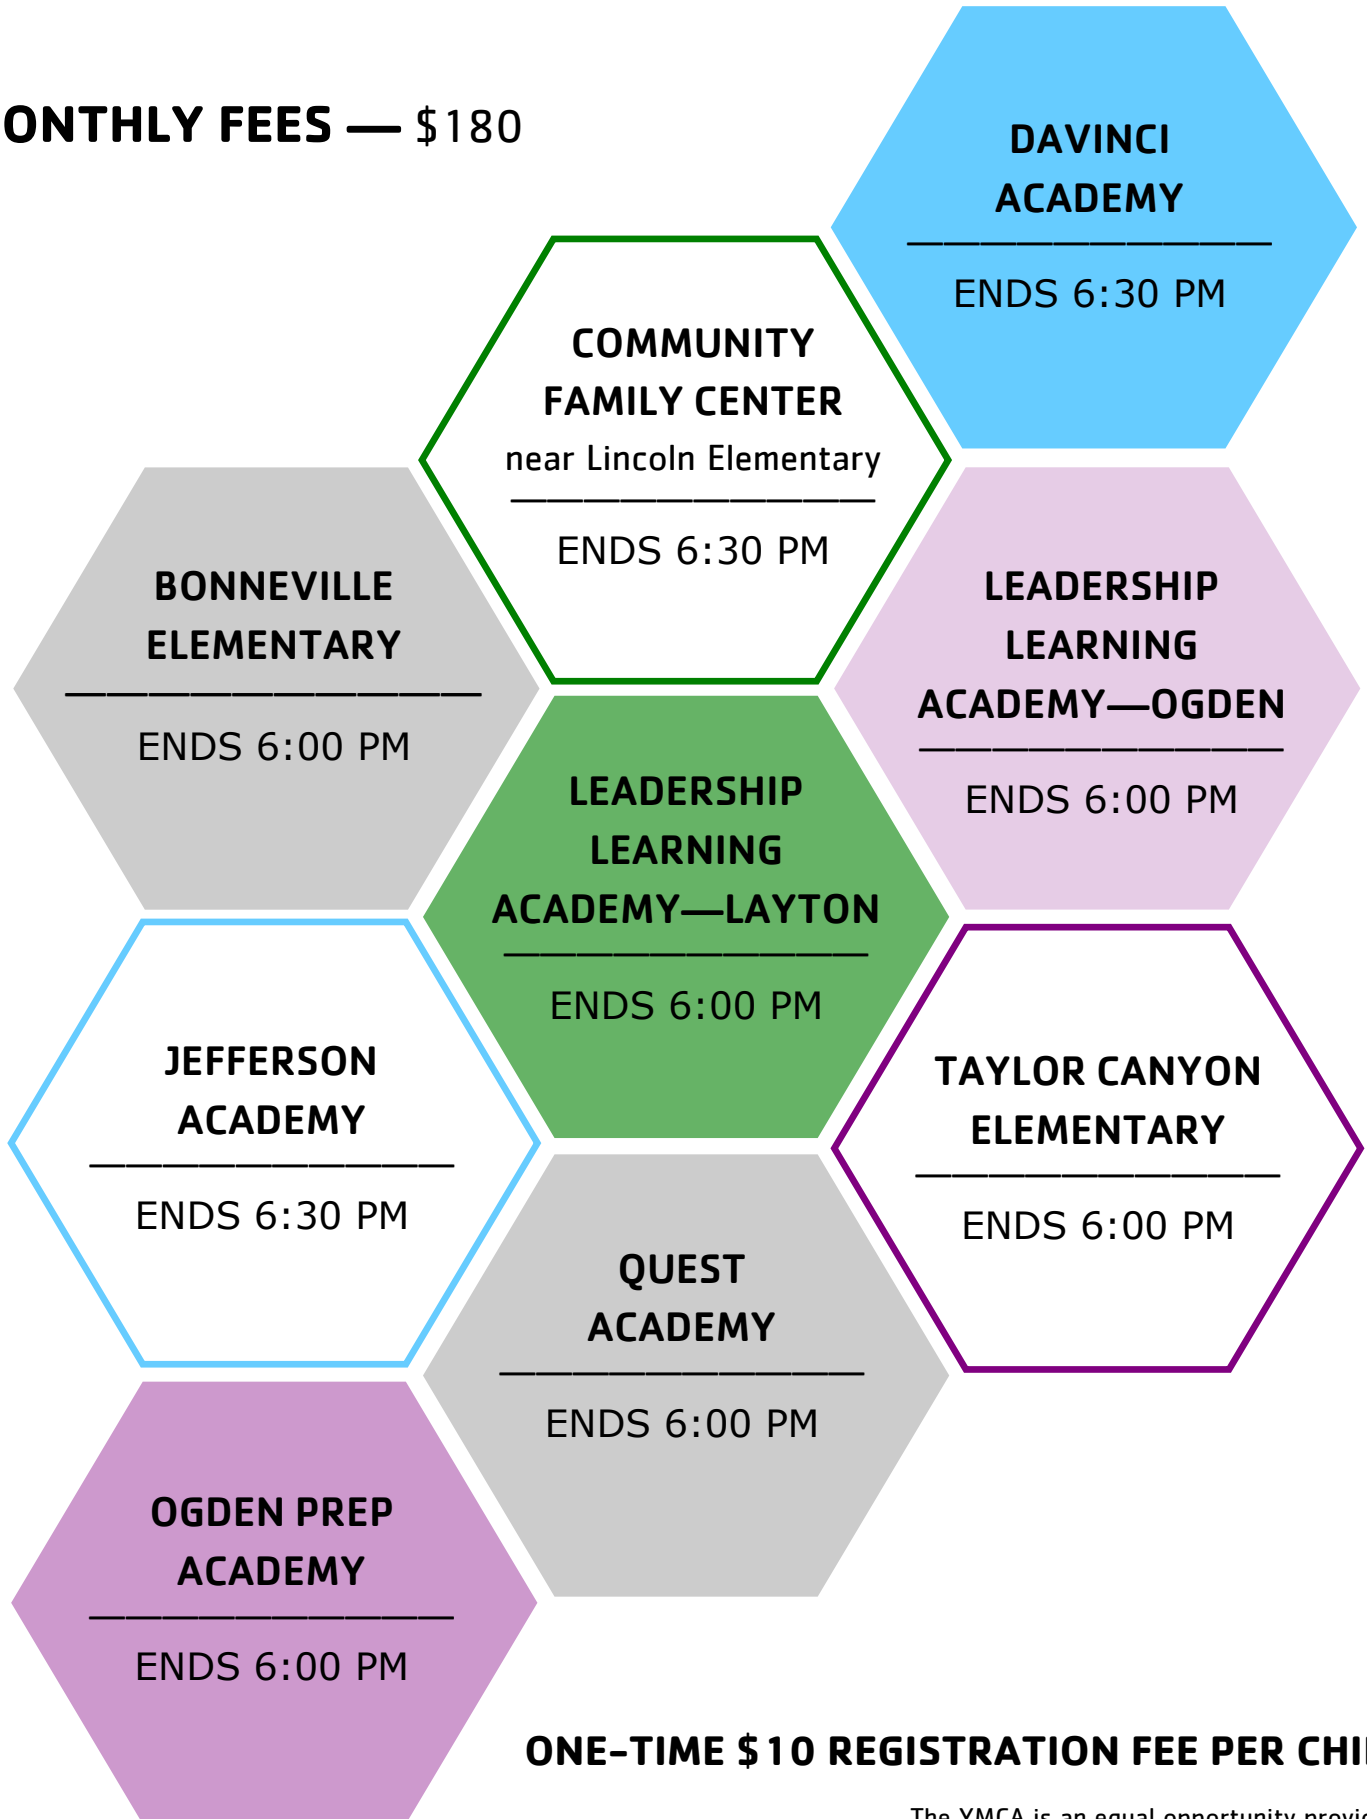 ONTHLY FEES — $180
DAVINCI
ACADEMY
ENDS 6:30 PM
COMMUNITY
FAMILY CENTER
near Lincoln Elementary
ENDS 6:30 PM
BONNEVILLE
ELEMENTARY
ENDS 6:00 PM
LEADERSHIP
LEARNING
ACADEMY—OGDEN
ENDS 6:00 PM
LEADERSHIP
LEARNING
ACADEMY—LAYTON
ENDS 6:00 PM
JEFFERSON
ACADEMY
ENDS 6:30 PM
TAYLOR CANYON
ELEMENTARY
ENDS 6:00 PM
QUEST
ACADEMY
ENDS 6:00 PM
OGDEN PREP
ACADEMY
ENDS 6:00 PM
ONE-TIME $10 REGISTRATION FEE PER
The YMCA is an equal opportunity